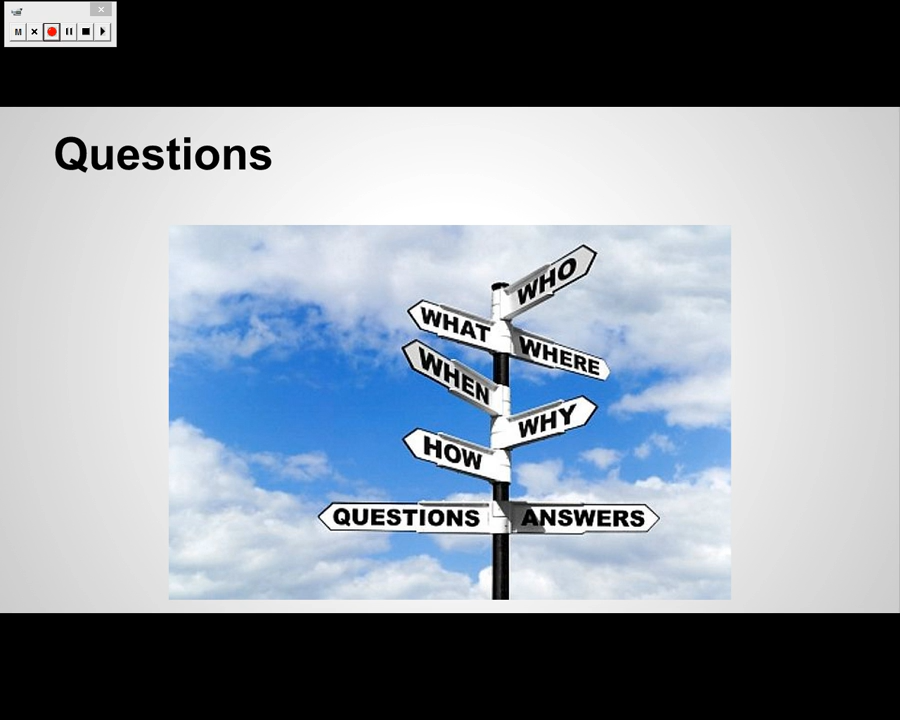 M
Questions
WHO
WHAT
WHERE
WHEN
WHY
HOW
QUESTIONS
ANSWERS